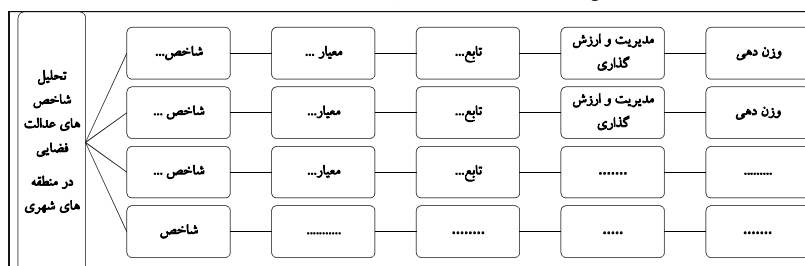 تحلیل
شاخص
های عدالت
فضایی
در منطقه
های شهری
شاخص...
معیار ...
تابع...
مدیریت و ارزش
گذاری
وزن دهی
شاخص ...
معیار...
تابع...
مدیریت و ارزش
گذاری
وزن دهی
شاخص ...
معیار...
تابع...
.......
.........
شاخص
...........
........
.....
.......